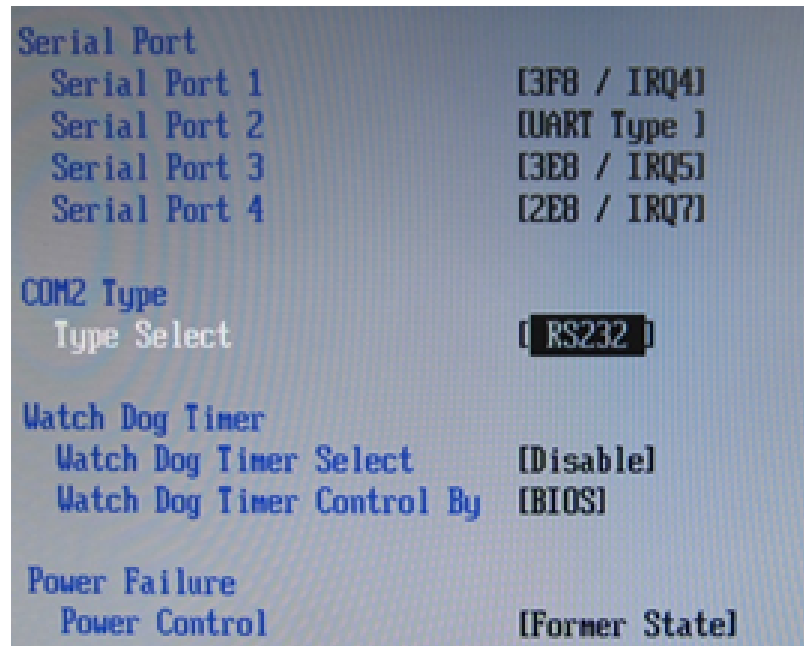 Serial Port
Serial Port 1 [3F8 / IRQ4]
Serial Port 2 [UART Type ]
Serial Port 3 [3E8 / IRQ5]
Serial Port 4 [2E8 / IRQ7]
COM2 Type
Type Select [ RS232 ]
Watch Dog Timer
Watch Dog Timer Select [Disable]
Watch Dog Timer Control By [BIOS]
Power Failure
Power Control [Former State]